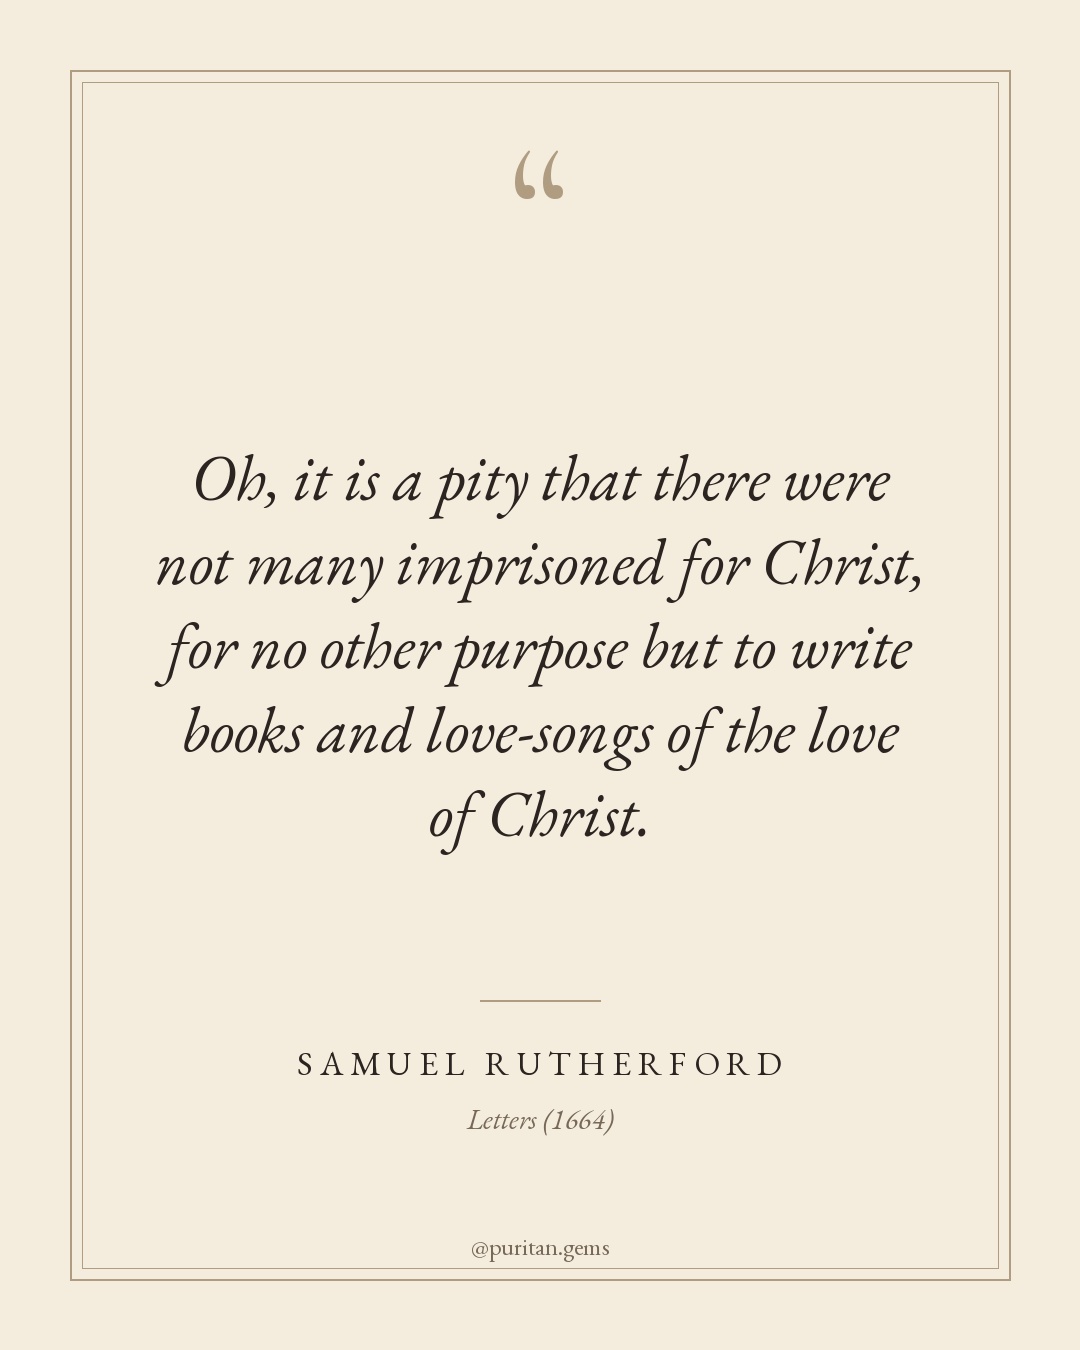 “
Oh, it is a pity that there were
not many imprisoned for Christ,
for no other purpose but to write
books and love-songs of the love
of Christ.
SAMUEL RUTHERFORD
Letters (1664)
@puritan.gems